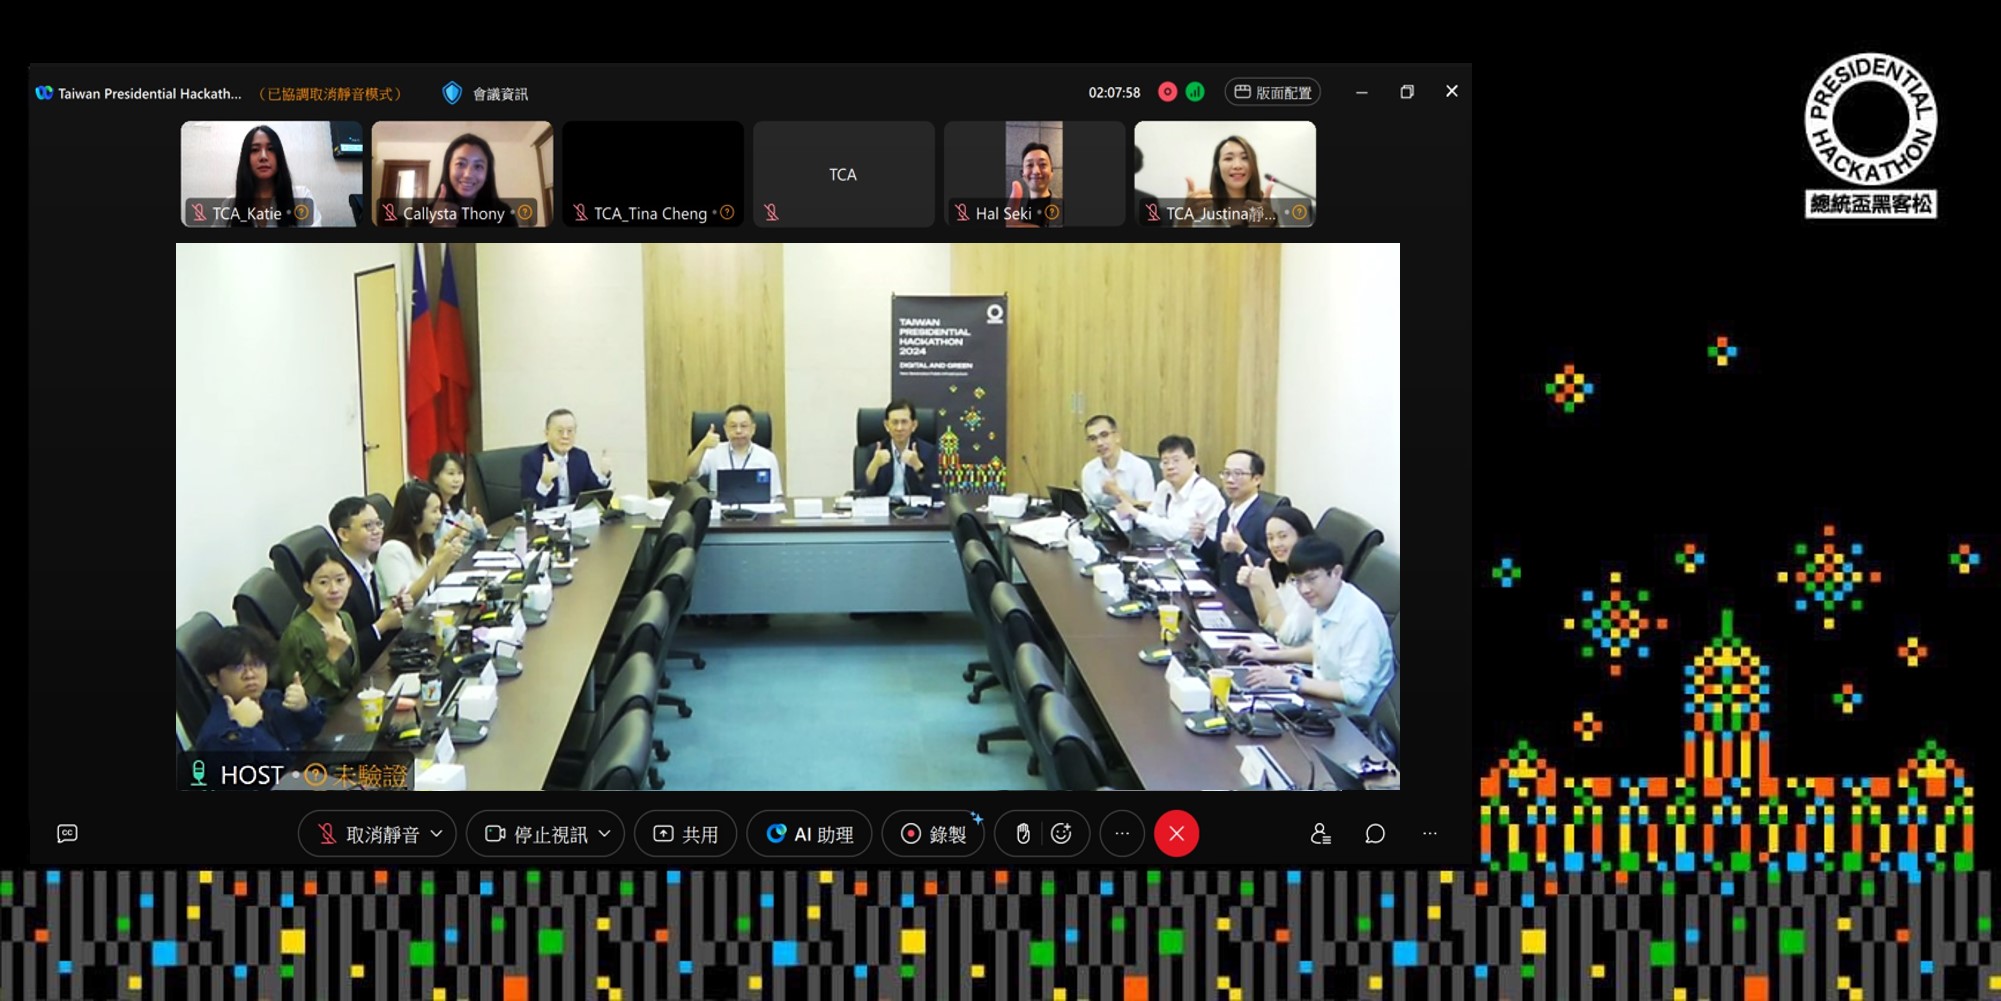 Taiwan Presidential Hackath... （已協調取消靜音模式） 會議資訊 02:07:58 版面配置
TCA_Katie
Callysta Thony
TCA_Tina Cheng
TCA
Hal Seki
TCA_Justina靜...
PRESIDENTIAL HACKATHON
總統盃黑客松
TAIWAN
PRESIDENTIAL
HACKATHON
2024
DIGITAL AND GREEN
HOST 未驗證
取消靜音 停止視訊 共用 AI 助理 錄製